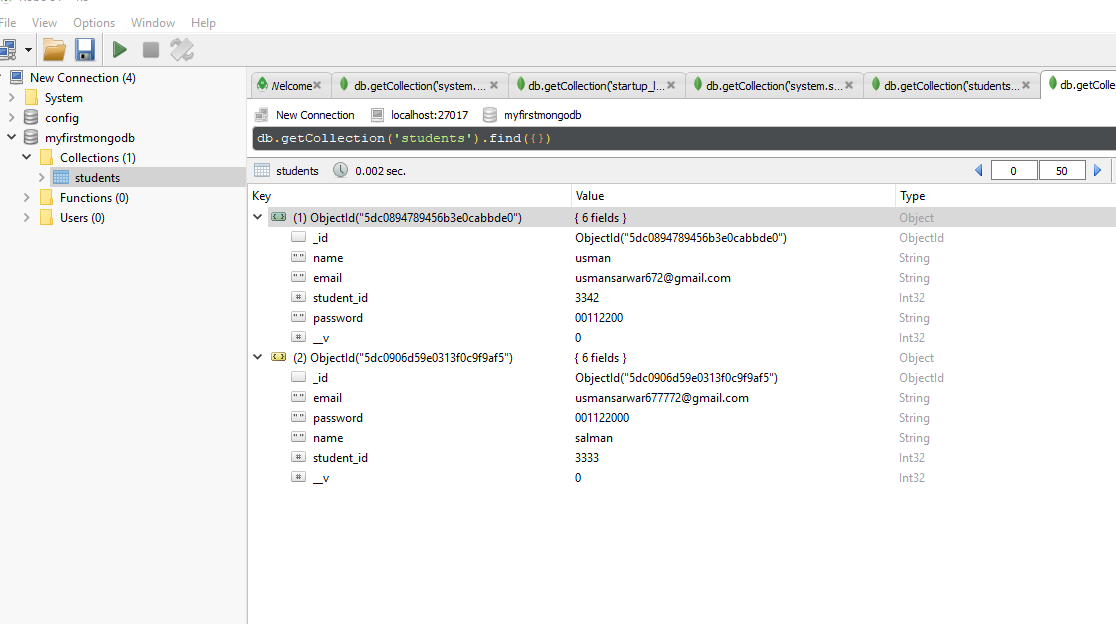 File View Options Window Help
New Connection (4)
System
config
myfirstmongodb
Collections (1)
students
Functions (0)
Users (0)
Welcome db.getCollection('system.... db.getCollection('startup_l... db.getCollection('system.s... db.getCollection('students... db.getColle
New Connection localhost:27017 myfirstmongodb
db.getCollection('students').find({})
students 0.002 sec. 0 50
Key Value Type
(1) ObjectId("5dc0894789456b3e0cabbde0") { 6 fields } Object
_id ObjectId("5dc0894789456b3e0cabbde0") ObjectId
name usman String
email usmansarwar672@gmail.com String
student_id 3342 Int32
password 00112200 String
__v 0 Int32
(2) ObjectId("5dc0906d59e0313f0c9f9af5") { 6 fields } Object
_id ObjectId("5dc0906d59e0313f0c9f9af5") ObjectId
email usmansarwar677772@gmail.com String
password 001122000 String
name salman String
student_id 3333 Int32
__v 0 Int32